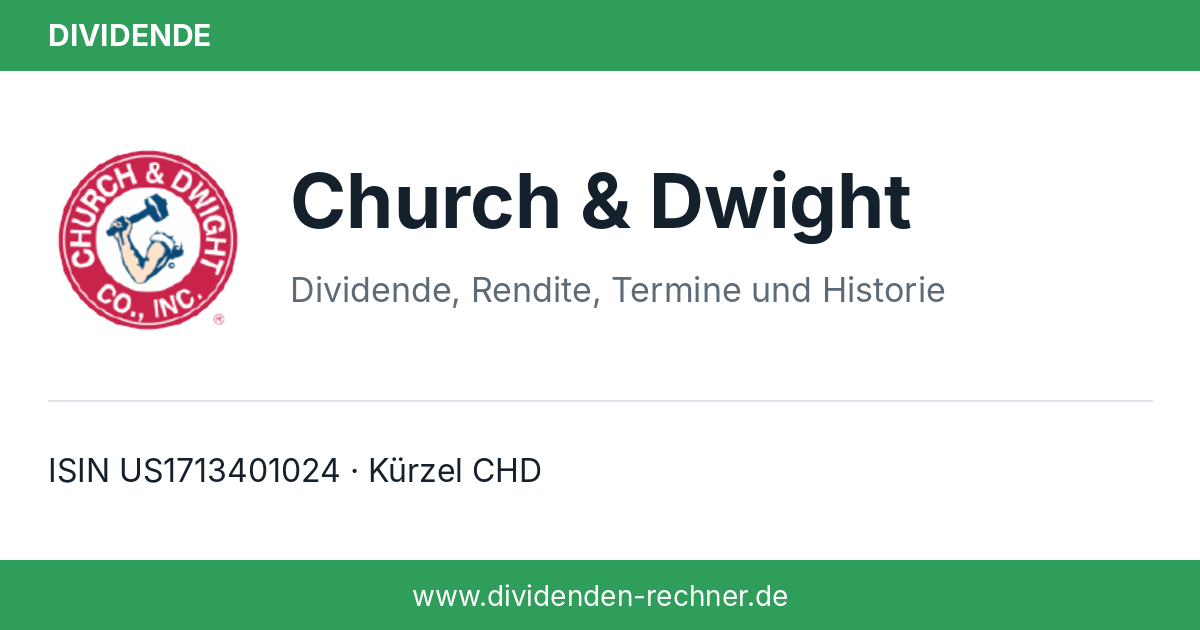 DIVIDENDE
CHURCH & DWIGHT
CO., INC.
®
Church & Dwight
Dividende, Rendite, Termine und Historie
ISIN US1713401024 · Kürzel CHD
www.dividenden-rechner.de